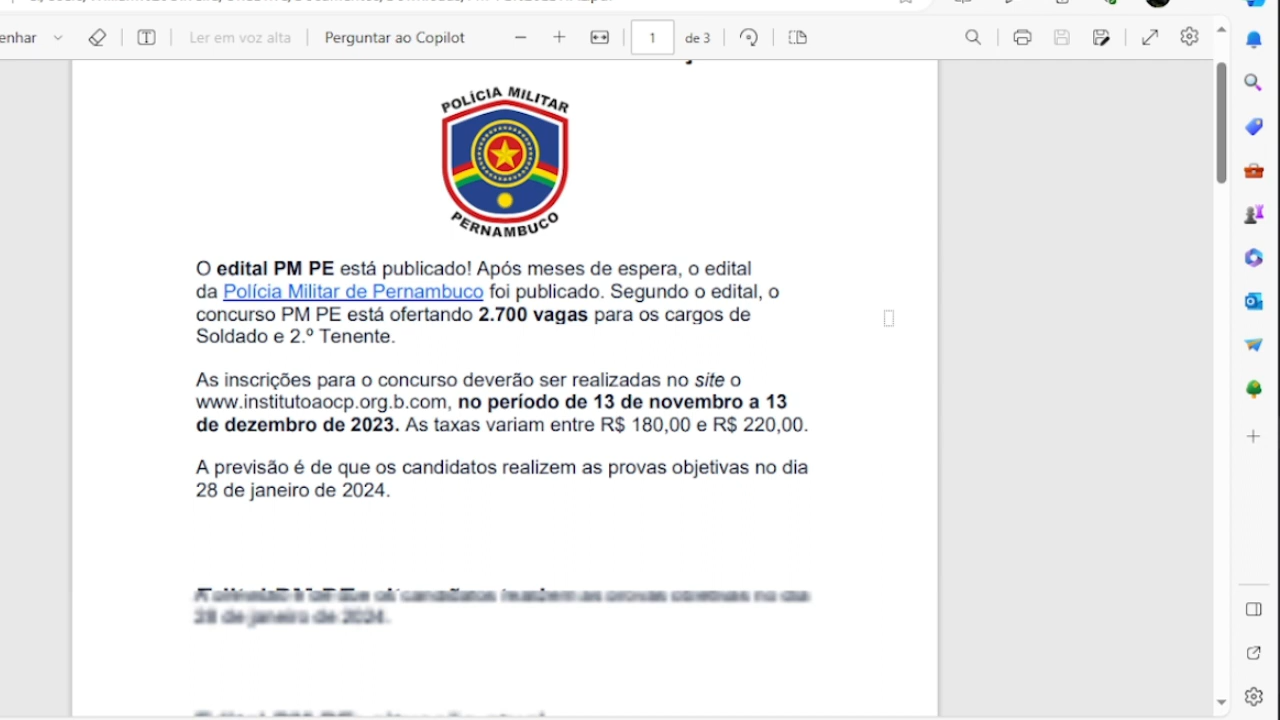 enhar
Ler em voz alta
Perguntar ao Copilot
1
de 3
POLÍCIA MILITAR
PERNAMBUCO
O edital PM PE está publicado! Após meses de espera, o edital
da Polícia Militar de Pernambuco foi publicado. Segundo o edital, o
concurso PM PE está ofertando 2.700 vagas para os cargos de
Soldado e 2.º Tenente.
As inscrições para o concurso deverão ser realizadas no site o
www.institutoaocp.org.b.com, no período de 13 de novembro a 13
de dezembro de 2023. As taxas variam entre R$ 180,00 e R$ 220,00.
A previsão é de que os candidatos realizem as provas objetivas no dia
28 de janeiro de 2024.
28 de janeiro de 2024.